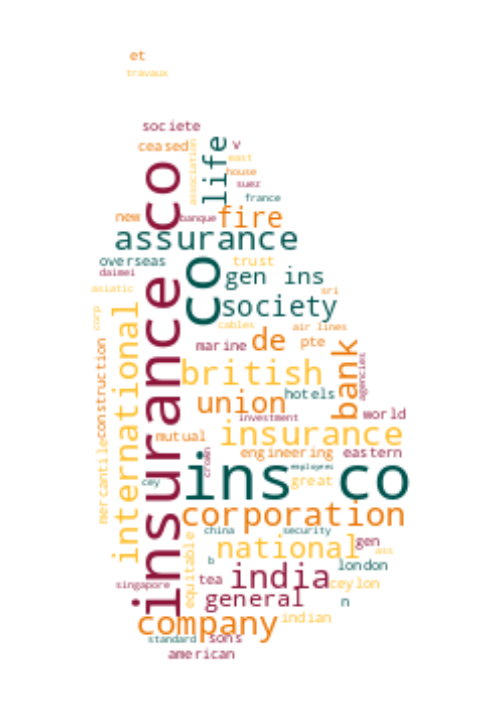 et
travaux
societe
ceased
association
life
v
east
house
suez
france
new
banque
fire
assurance
overseas
daimei
co
trust
gen ins
asiatic
sri
society
corp
cables
air lines
insurance co
international
marine
de
pte
bank
agencies
construction
british
hotels
union
investment
world
mutual
insurance
mercantile
crown
engineering
eastern
employees
cey
ins co
great
corporation
china
security
equitable
national
gen
ass
b
london
singapore
tea
india
ceylon
general
n
company
indian
standard
sons
american